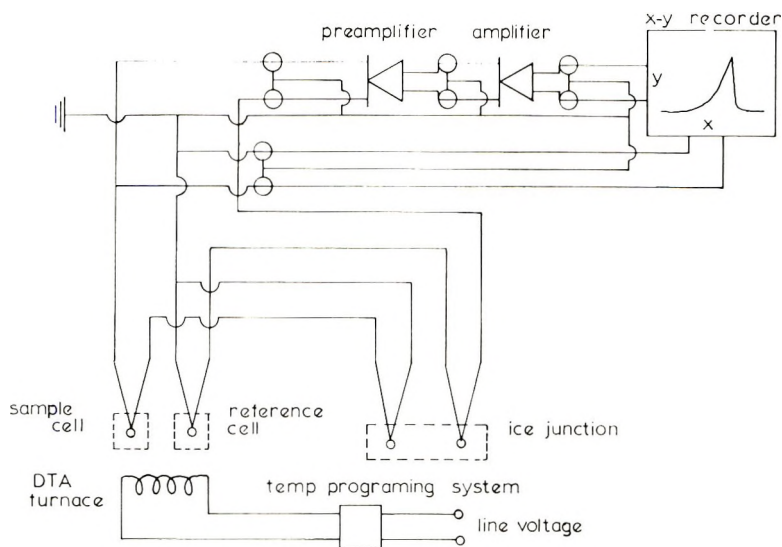 x-y recorder
preamplifier amplifier
y
x
sample
cell
reference
cell
ice junction
DTA
furnace
temp programing system
line voltage